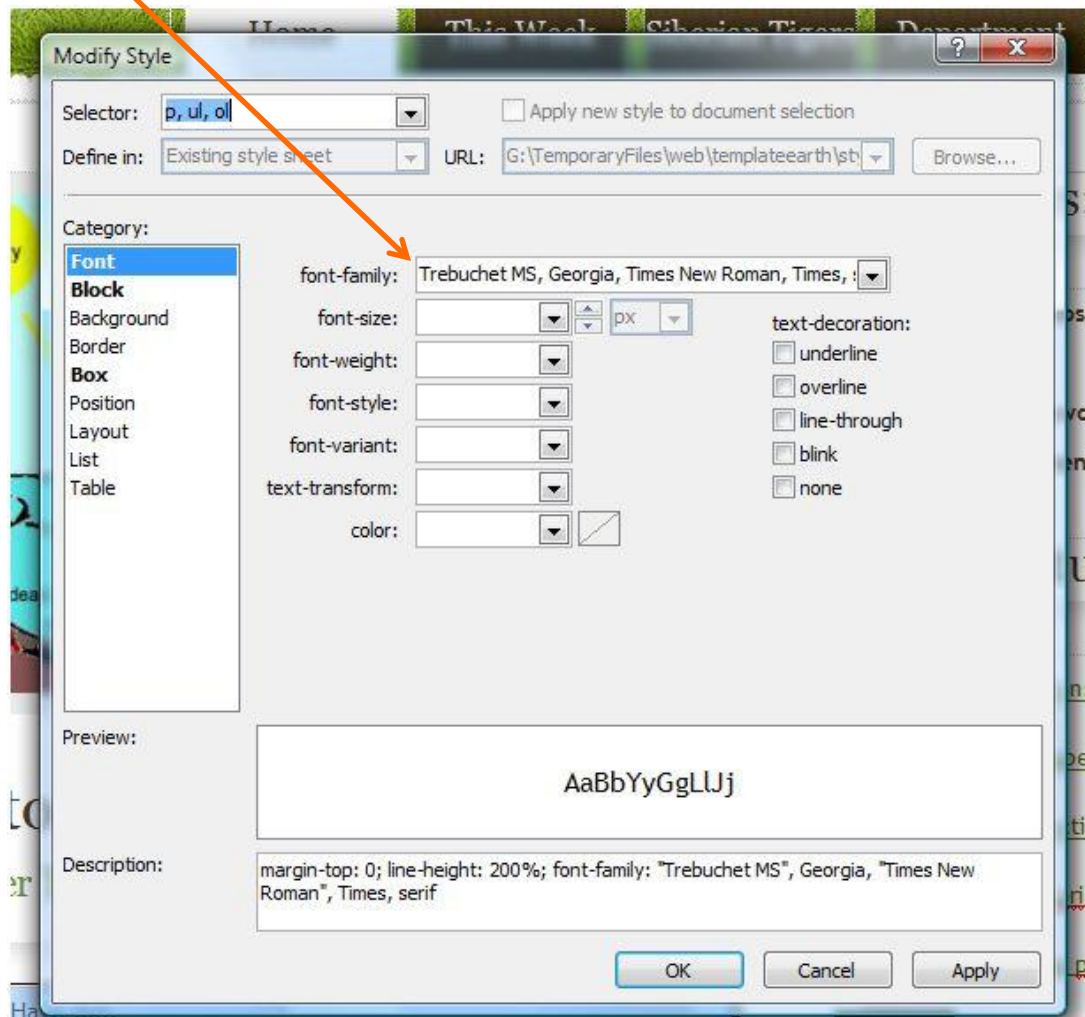 Home This Week Siberian Tigers Department
Modify Style
Selector: p, ul, ol
Apply new style to document selection
Define in: Existing style sheet URL: G:\TemporaryFiles\web\templateearth\sty Browse...
Category:
Font
Block
Background
Border
Box
Position
Layout
List
Table
font-family: Trebuchet MS, Georgia, Times New Roman, Times, s
font-size: px
font-weight:
font-style:
font-variant:
text-transform:
color:
text-decoration:
underline
overline
line-through
blink
none
Preview:
AaBbYyGgLlJj
Description:
margin-top: 0; line-height: 200%; font-family: "Trebuchet MS", Georgia, "Times New
Roman", Times, serif
OK Cancel Apply